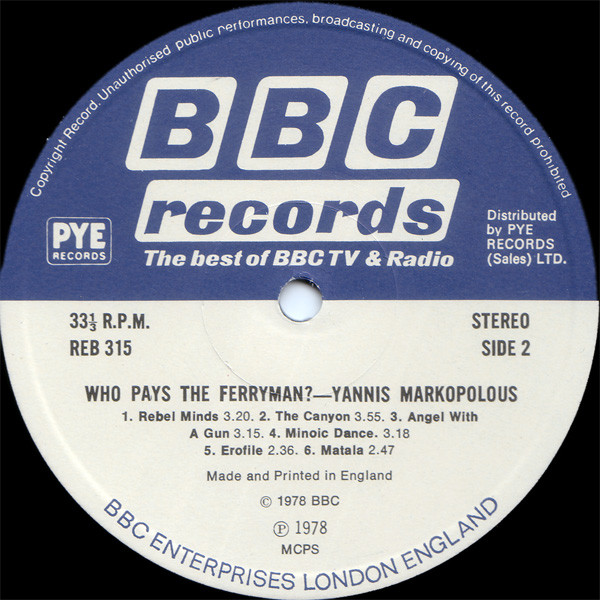 Copyright Record. Unauthorised public performances, broadcasting and copying of this record prohibited
BBC
records
The best of BBC TV & Radio
PYE
RECORDS
Distributed
by PYE
RECORDS
(Sales) LTD.
33⅓ R.P.M.
REB 315
STEREO
SIDE 2
WHO PAYS THE FERRYMAN?—YANNIS MARKOPOLOUS
1. Rebel Minds 3.20. 2. The Canyon 3.55. 3. Angel With
A Gun 3.15. 4. Minoic Dance. 3.18
5. Erofile 2.36. 6. Matala 2.47
Made and Printed in England
© 1978 BBC
Ⓟ 1978
MCPS
BBC ENTERPRISES LONDON ENGLAND